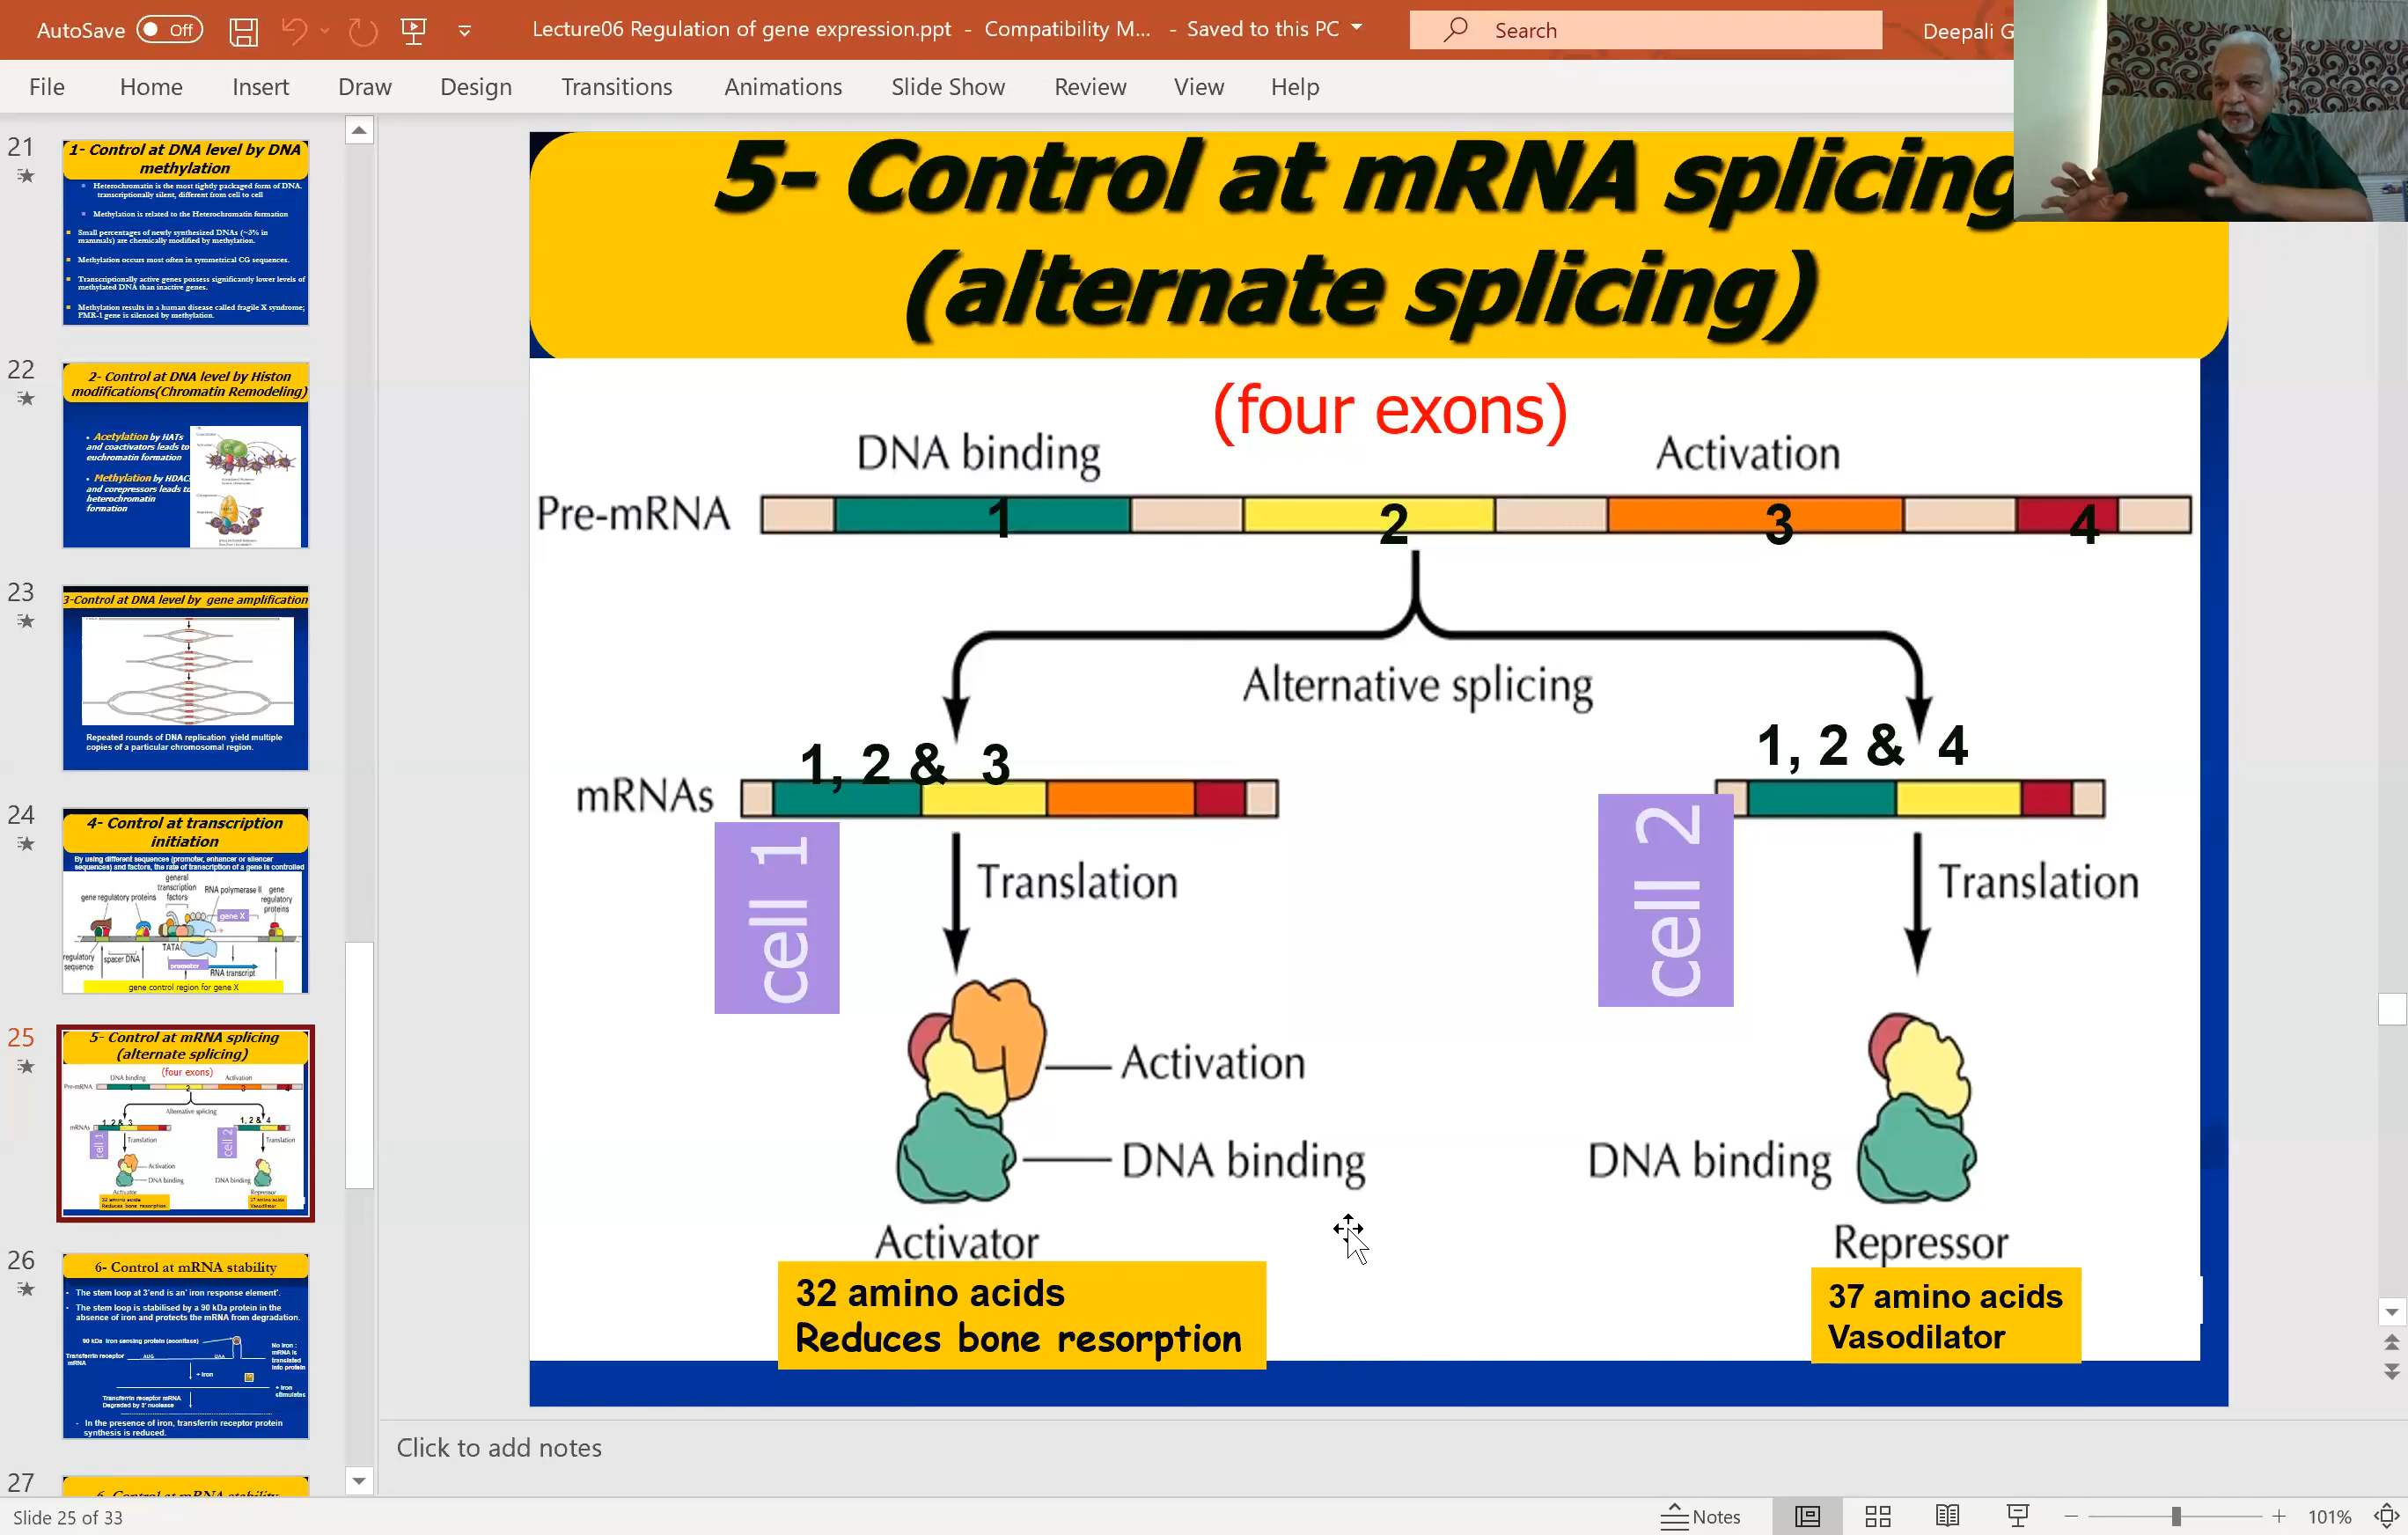 AutoSave Off
Lecture06 Regulation of gene expression.ppt - Compatibility M... - Saved to this PC
Search
Deepali G
File Home Insert Draw Design Transitions Animations Slide Show Review View Help
21
1- Control at DNA level by DNA
methylation
Heterochromatin is the most tightly packaged form of DNA.
transcriptionally silent, different from cell to cell
Methylation is related to the Heterochromatin formation
Small percentages of newly synthesized DNAs (~3% in
mammals) are chemically modified by methylation.
Methylation occurs most often in symmetrical CG sequences.
Transcriptionally active genes possess significantly lower levels of
methylated DNA than inactive genes.
Methylation results in a human disease called fragile X syndrome;
FMR-1 gene is silenced by methylation.
22
2- Control at DNA level by Histon
modifications(Chromatin Remodeling)
Acetylation by HATs
and coactivators leads to
euchromatin formation
Methylation by HDACs
and corepressors leads to
heterochromatin
formation
23
3-Control at DNA level by gene amplification
Repeated rounds of DNA replication yield multiple
copies of a particular chromosomal region.
24
4- Control at transcription
initiation
By using different sequences (promoter, enhancer or silencer
sequences) and factors, the rate of transcription of a gene is controlled
general
transcription
factors
gene regulatory proteins
RNA polymerase II
gene
regulatory
proteins
gene X
TATA
regulatory
sequence
spacer DNA
promoter
RNA transcript
gene control region for gene X
25
5- Control at mRNA splicing
(alternate splicing)
(four exons)
DNA binding Activation
Pre-mRNA 1 2 3 4
Alternative splicing
1, 2 & 3 1, 2 & 4
mRNAs
cell 1 Translation cell 2 Translation
Activation
DNA binding DNA binding
Activator Repressor
32 amino acids
Reduces bone resorption
37 amino acids
Vasodilator
26
6- Control at mRNA stability
The stem loop at 3'end is an' iron response element'.
The stem loop is stabilised by a 90 kDa protein in the
absence of iron and protects the mRNA from degradation.
90 kDa iron sensing protein (aconitase)
Transferrin receptor
mRNA
AUG UAA
No iron :
mRNA is
translated
into protein
+ iron
+ iron
stimulates
Transferrin receptor mRNA
Degraded by 3' nuclease
In the presence of iron, transferrin receptor protein
synthesis is reduced.
27
6- Control at mRNA stability
5- Control at mRNA splicing
(alternate splicing)
(four exons)
DNA binding Activation
Pre-mRNA 1 2 3 4
Alternative splicing
1, 2 & 3 1, 2 & 4
mRNAs
cell 1 Translation cell 2 Translation
Activation
DNA binding DNA binding
Activator Repressor
32 amino acids
Reduces bone resorption
37 amino acids
Vasodilator
Click to add notes
Slide 25 of 33 Notes 101%